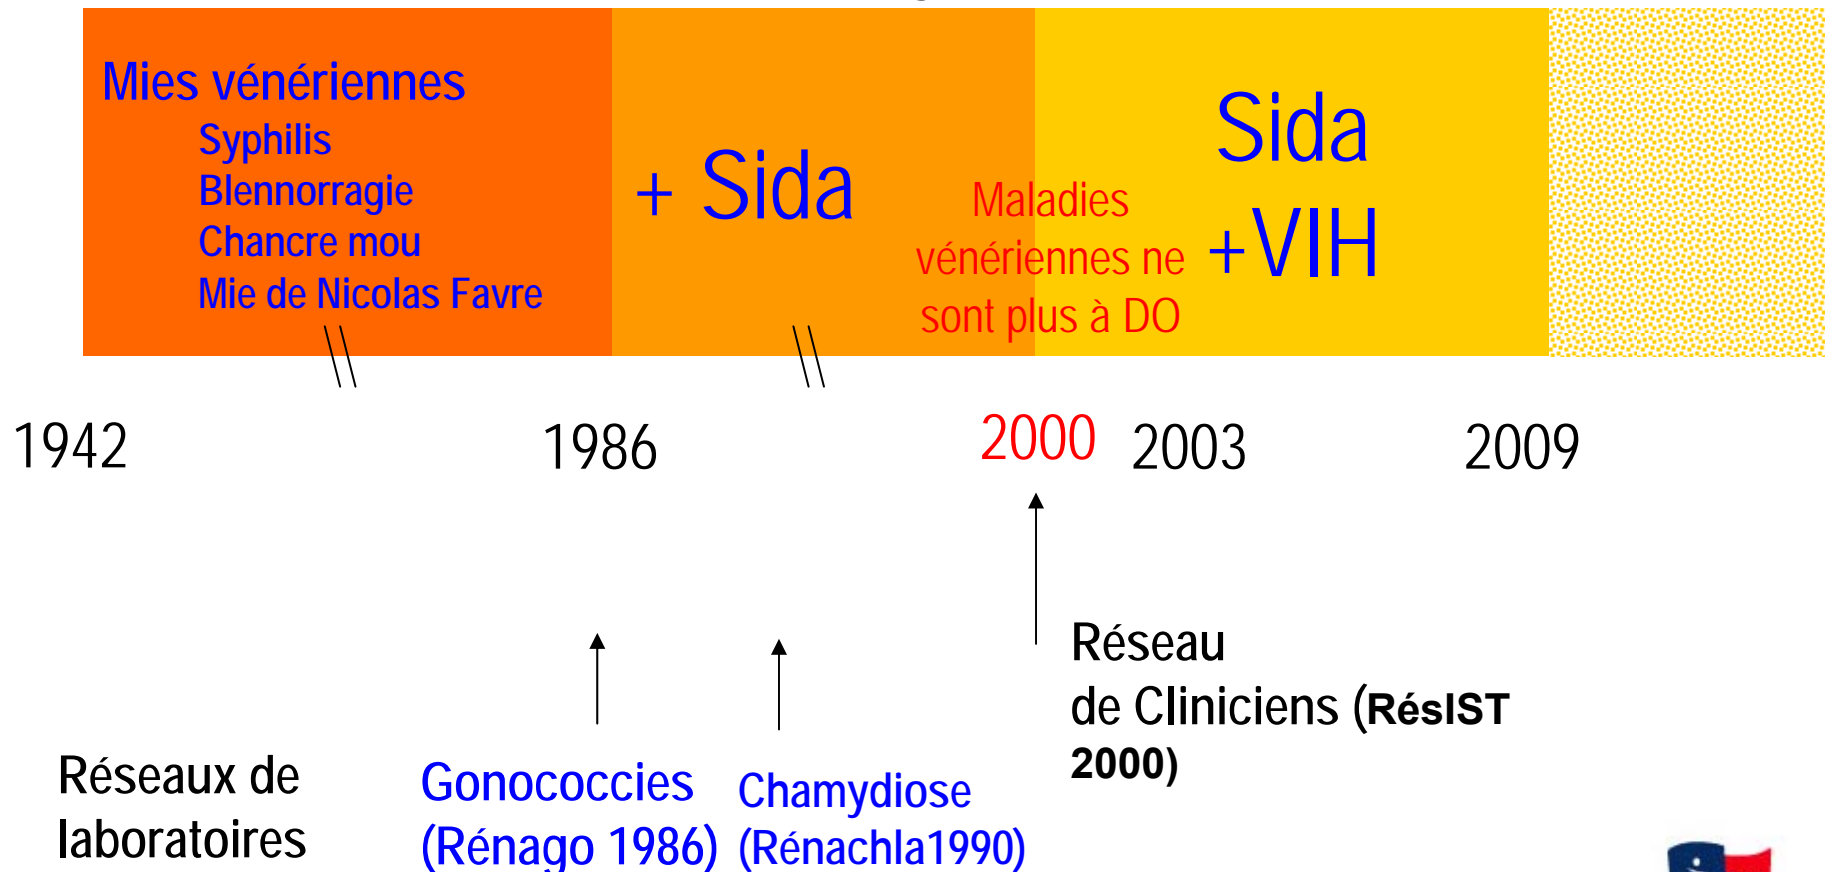 Mies vénériennes
Syphilis
Blennorragie
Chancre mou
Mie de Nicolas Favre
+ Sida
Maladies
vénériennes ne
sont plus à DO
Sida
+VIH
1942
1986
2000
2003
2009
Réseau
de Cliniciens (RésIST
2000)
Réseaux de
laboratoires
Gonococcies
(Rénago 1986)
Chamydiose
(Rénachla1990)